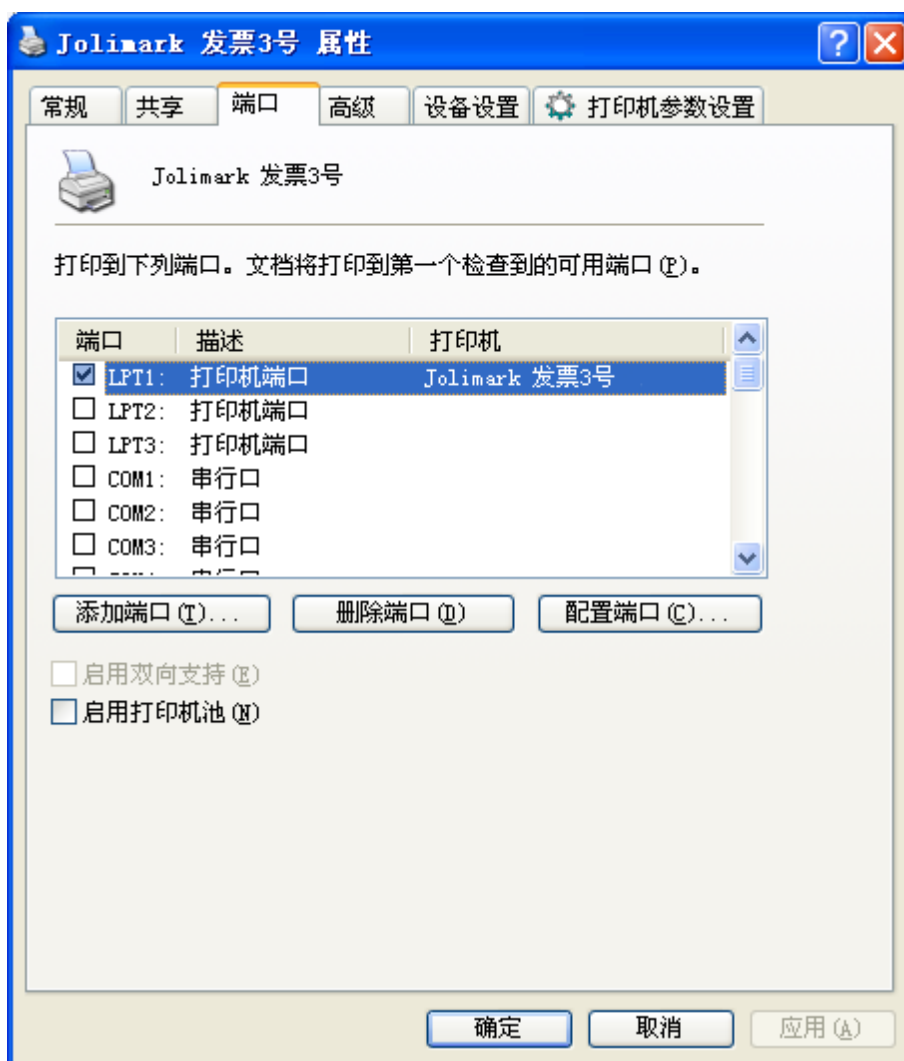 Jolimark 发票3号 属性
常规 共享 端口 高级 设备设置 打印机参数设置
Jolimark 发票3号
打印到下列端口。文档将打印到第一个检查到的可用端口(P)。
端口 描述 打印机
LPT1: 打印机端口 Jolimark 发票3号
LPT2: 打印机端口
LPT3: 打印机端口
COM1: 串行口
COM2: 串行口
COM3: 串行口
添加端口(T)... 删除端口(D) 配置端口(C)...
启用双向支持(E)
启用打印机池(N)
确定 取消 应用(A)